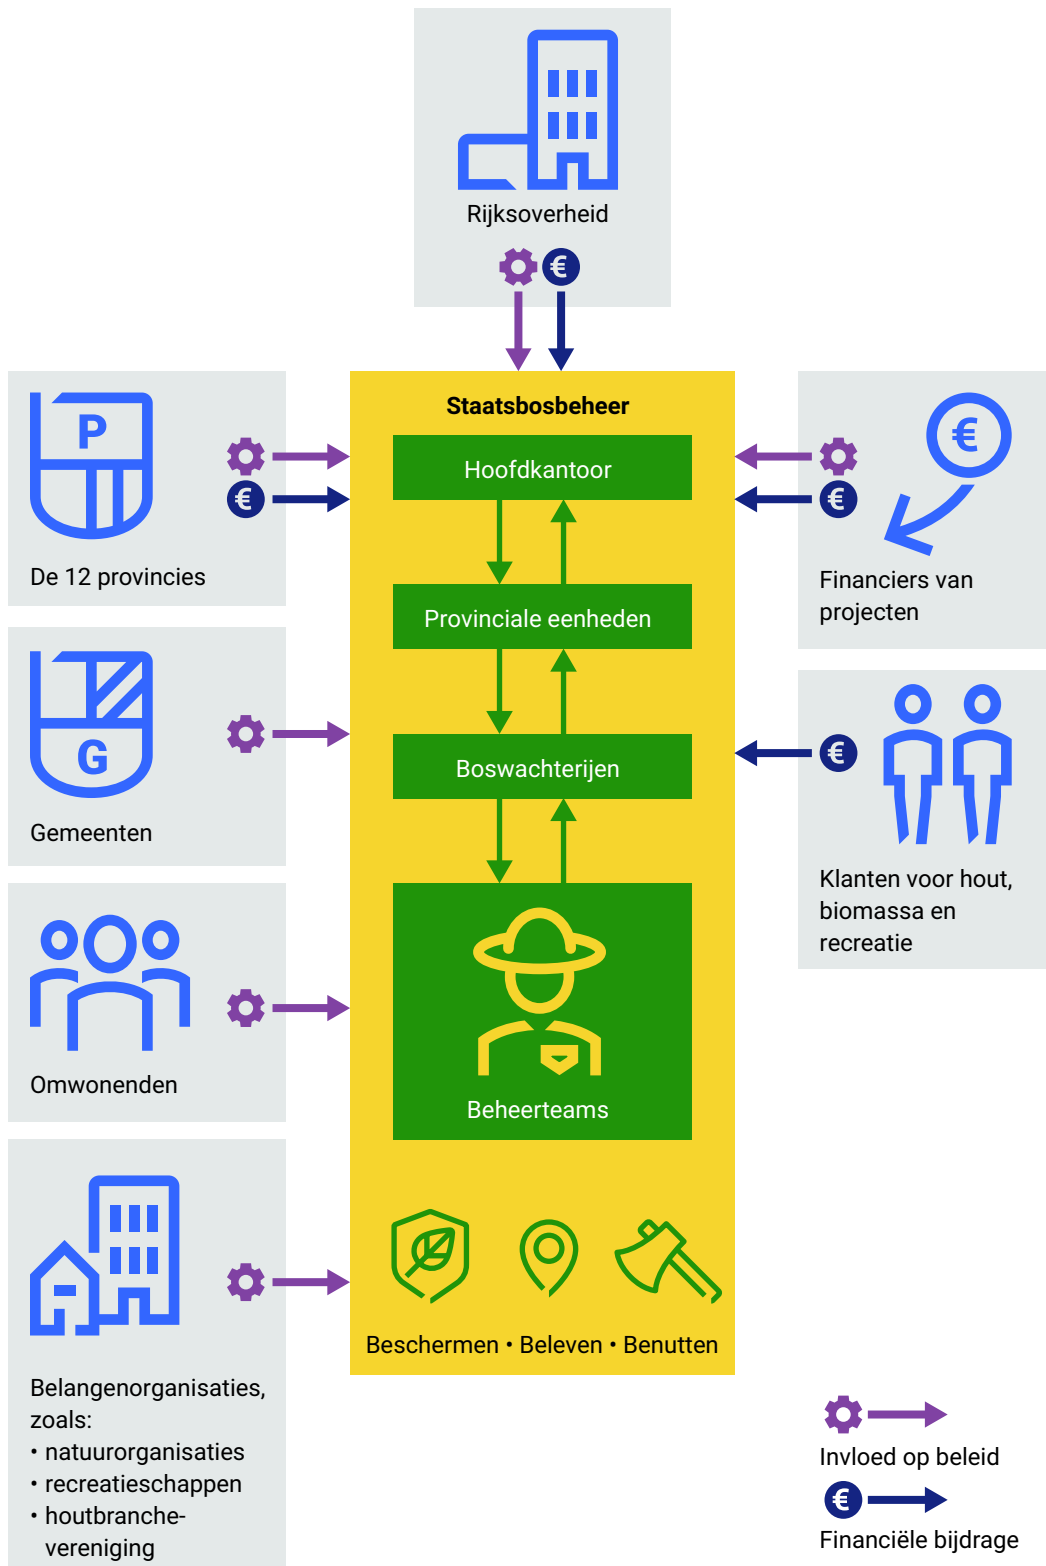 Rijksoverheid
€
Staatsbosbeheer
Hoofdkantoor
Provinciale eenheden
Boswachterijen
Beheerteams
Beschermen • Beleven • Benutten
P
€
De 12 provincies
G
Gemeenten
Omwonenden
Belangenorganisaties,
zoals:
• natuurorganisaties
• recreatieschappen
• houtbranche-
vereniging
€
€
Financiers van
projecten
€
Klanten voor hout,
biomassa en
recreatie
Invloed op beleid
€
Financiële bijdrage